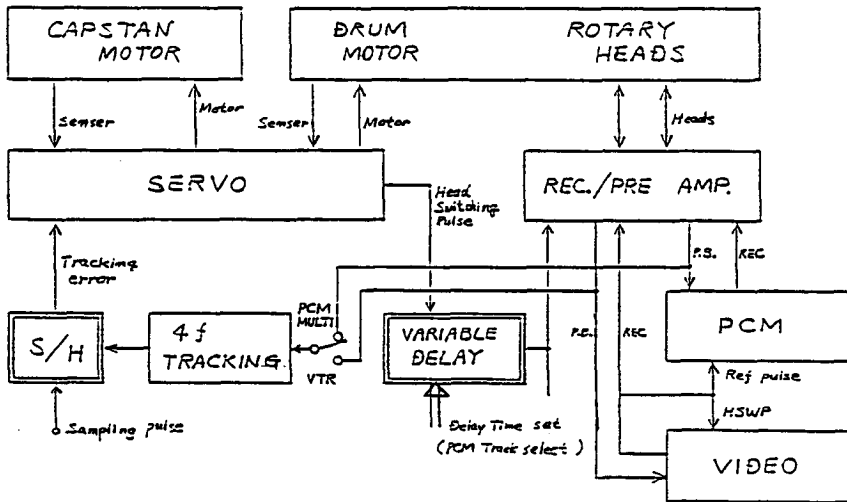 CAPSTAN
MOTOR
DRUM
MOTOR
ROTARY
HEADS
Senser
Motor
Senser
Motor
Heads
SERVO
REC./PRE AMP.
Head
Switching
Pulse
Tracking
error
P.B.
REC
PCM
MULTI
S/H
4f
TRACKING
VARIABLE
DELAY
P.B.
REC
PCM
VTR
Ref pulse
Sampling pulse
Delay Time set
(PCM Track select)
HSWP
VIDEO